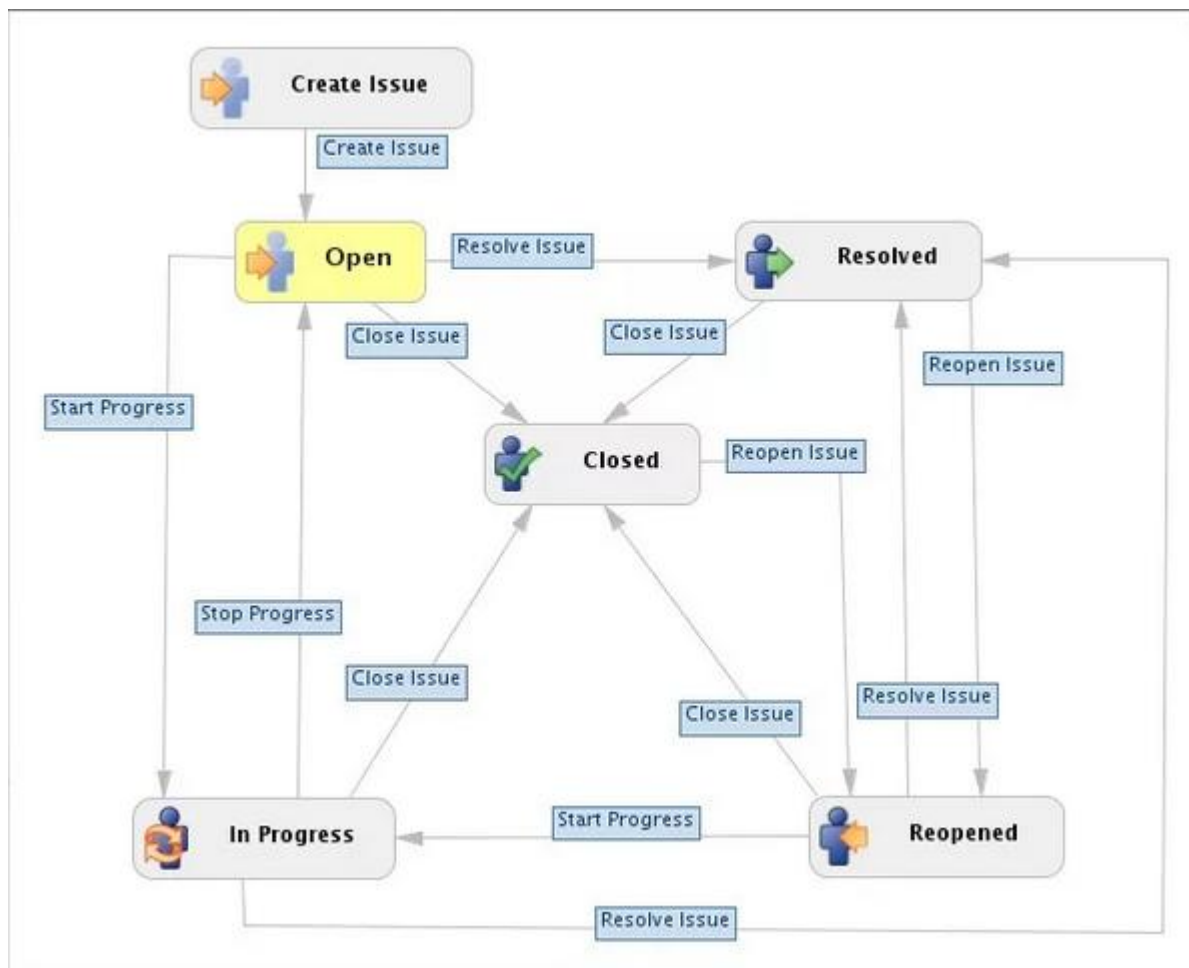 Create Issue
Create Issue
Open
Resolve Issue
Resolved
Close Issue
Close Issue
Reopen Issue
Start Progress
Closed
Reopen Issue
Stop Progress
Close Issue
Close Issue
Resolve Issue
In Progress
Start Progress
Reopened
Resolve Issue